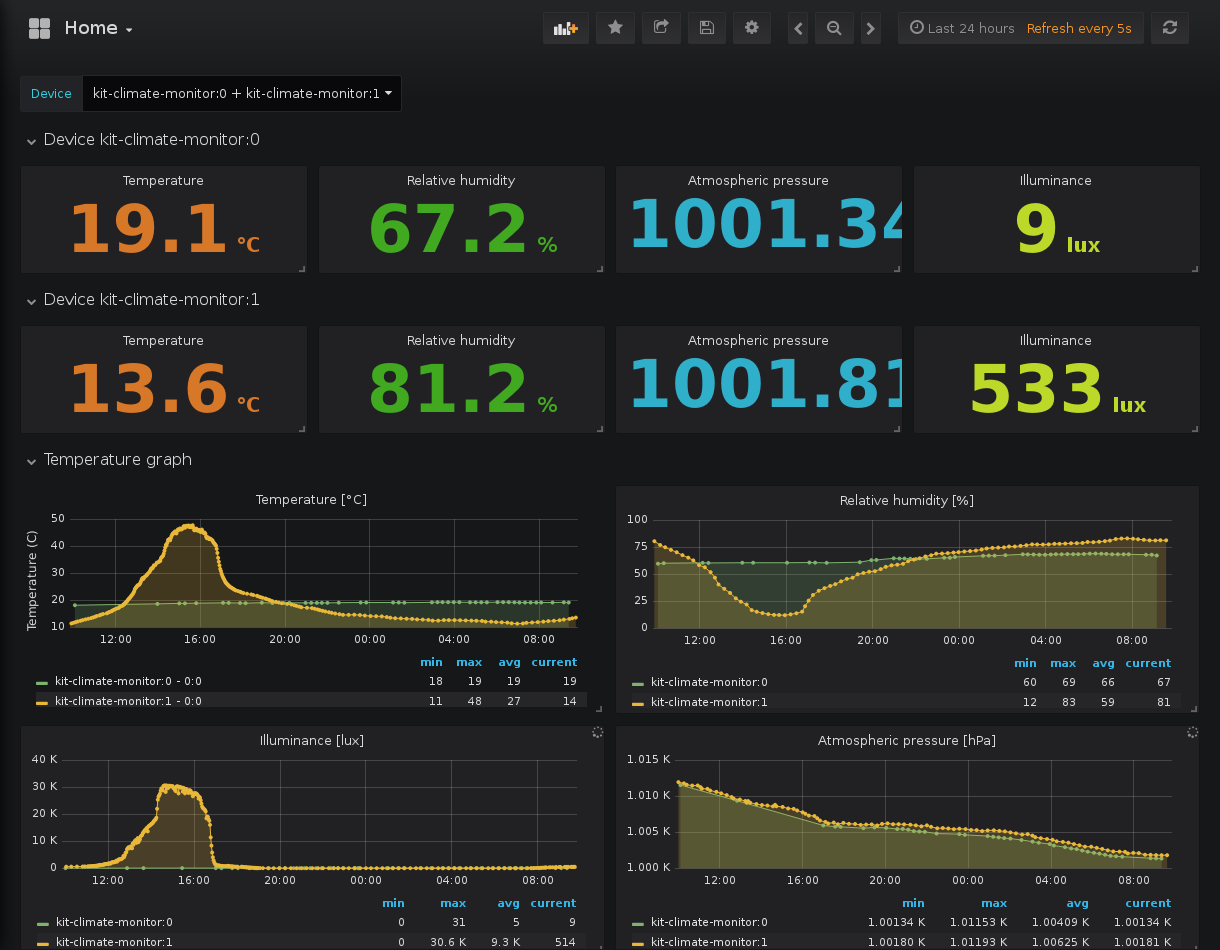 Home
Last 24 hours Refresh every 5s
Device kit-climate-monitor:0 + kit-climate-monitor:1
Device kit-climate-monitor:0
Temperature
19.1 °C
Relative humidity
67.2 %
Atmospheric pressure
1001.34
Illuminance
9 lux
Device kit-climate-monitor:1
Temperature
13.6 °C
Relative humidity
81.2 %
Atmospheric pressure
1001.81
Illuminance
533 lux
Temperature graph
Temperature [°C]
Temperature (C)
50
40
30
20
10
12:00 16:00 20:00 00:00 04:00 08:00
min max avg current
kit-climate-monitor:0 - 0:0 18 19 19 19
kit-climate-monitor:1 - 0:0 11 48 27 14
Relative humidity [%]
100
75
50
25
0
12:00 16:00 20:00 00:00 04:00 08:00
min max avg current
kit-climate-monitor:0 60 69 66 67
kit-climate-monitor:1 12 83 59 81
Illuminance [lux]
40 K
30 K
20 K
10 K
0
12:00 16:00 20:00 00:00 04:00 08:00
min max avg current
kit-climate-monitor:0 0 31 5 9
kit-climate-monitor:1 0 30.6 K 9.3 K 514
Atmospheric pressure [hPa]
1.015 K
1.010 K
1.005 K
1.000 K
12:00 16:00 20:00 00:00 04:00 08:00
min max avg current
kit-climate-monitor:0 1.00134 K 1.01153 K 1.00409 K 1.00134 K
kit-climate-monitor:1 1.00180 K 1.01193 K 1.00625 K 1.00181 K